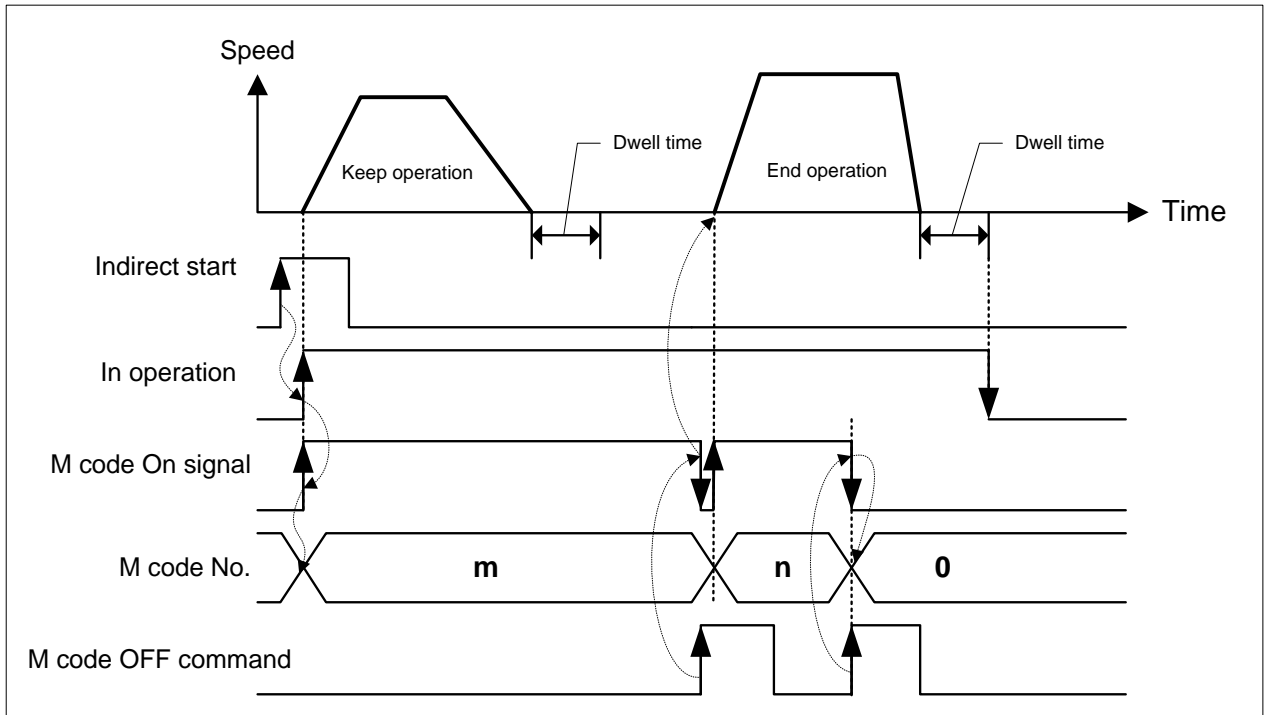 Speed
Dwell time
Dwell time
Keep operation
End operation
Time
Indirect start
In operation
M code On signal
M code No.
m
n
0
M code OFF command